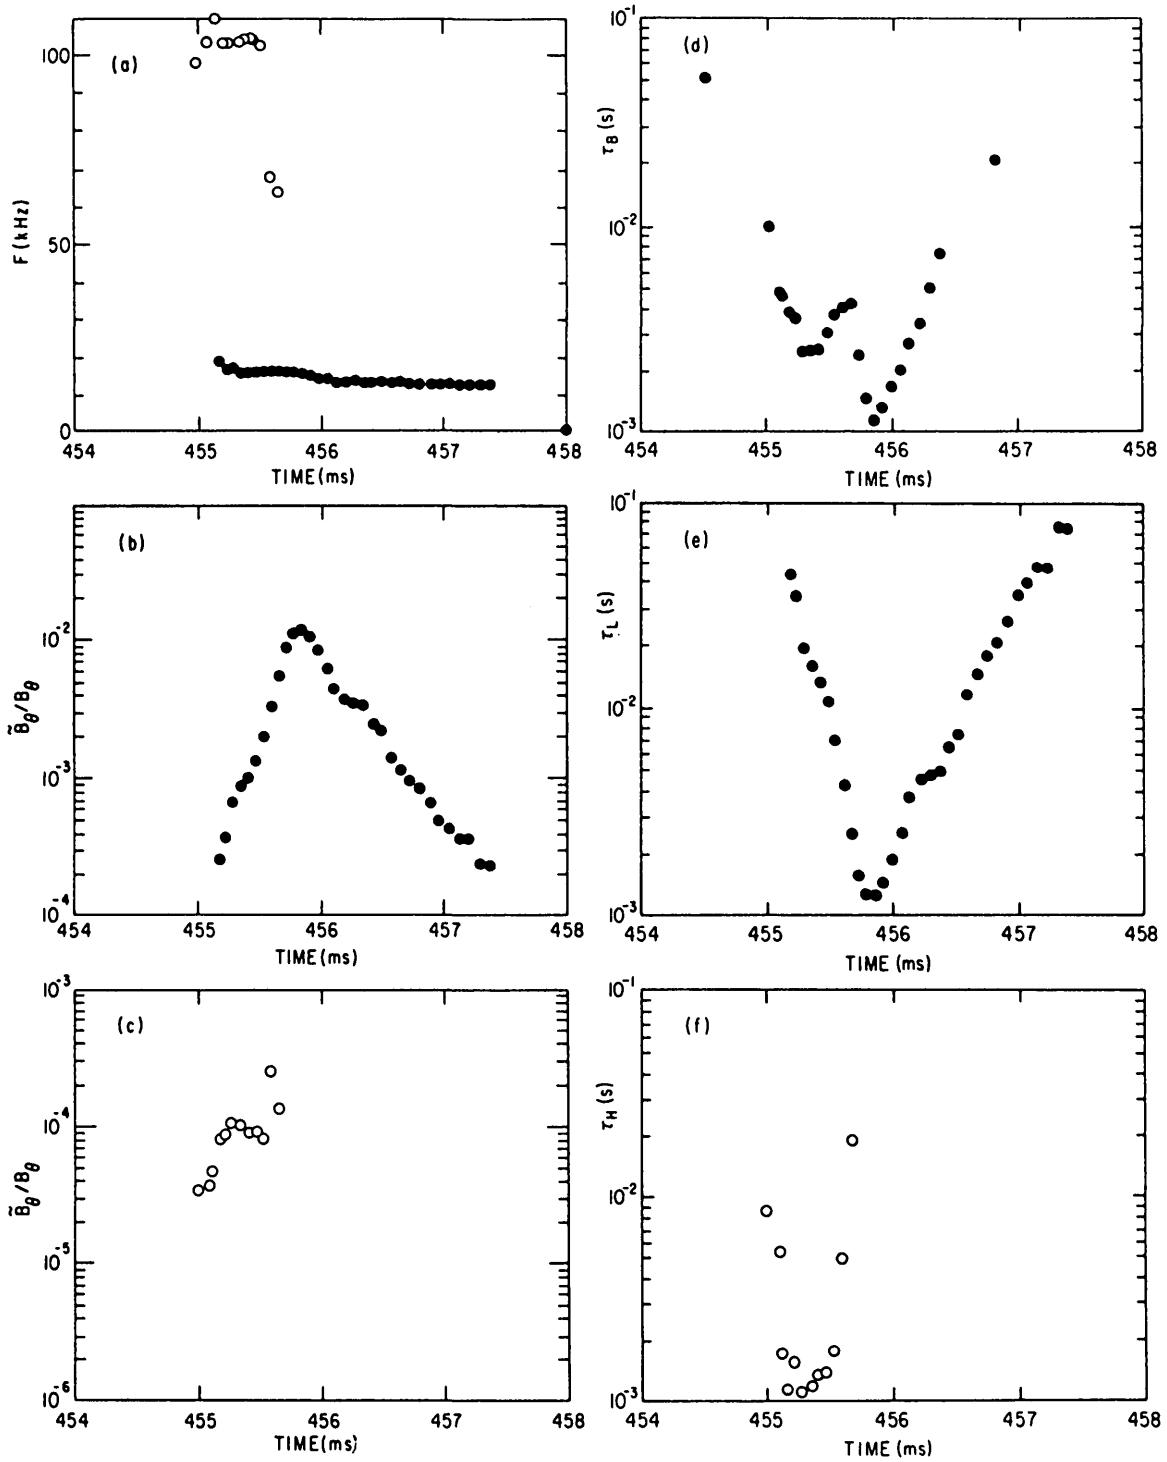 (a)
F (kHz)
100
50
0
454 455 456 457 458
TIME (ms)
(b)
B̃θ/Bθ
10⁻²
10⁻³
10⁻⁴
454 455 456 457 458
TIME (ms)
(c)
B̃θ/Bθ
10⁻³
10⁻⁴
10⁻⁵
10⁻⁶
454 455 456 457 458
TIME (ms)
(d)
τB (s)
10⁻¹
10⁻²
10⁻³
454 455 456 457 458
TIME (ms)
(e)
τL (s)
10⁻¹
10⁻²
10⁻³
454 455 456 457 458
TIME (ms)
(f)
τH (s)
10⁻¹
10⁻²
10⁻³
454 455 456 457 458
TIME (ms)